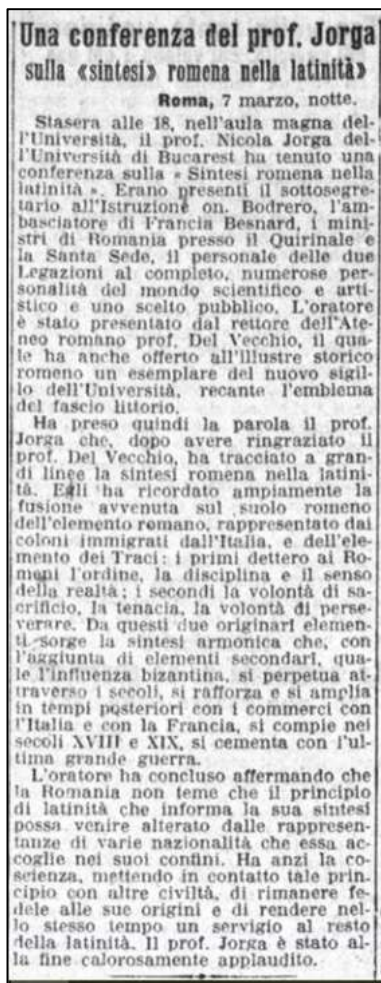 Una conferenza del prof. Jorga
sulla «sintesi» romena nella latinità»
Roma, 7 marzo, notte.
Stasera alle 18, nell'aula magna del-
l'Università, il prof. Nicola Jorga del-
l'Università di Bucarest ha tenuto una
conferenza sulla « Sintesi romena nella
latinità ». Erano presenti il sottosegre-
tario all'Istruzione on. Bodrero, l'am-
basciatore di Francia Besnard, i mini-
stri di Romania presso il Quirinale e
la Santa Sede, il personale delle due
Legazioni al completo, numerose per-
sonalità del mondo scientifico e arti-
stico e uno scelto pubblico. L'oratore
è stato presentato dal rettore dell'Ate-
neo romano prof. Del Vecchio, il qua-
le ha anche offerto all'illustre storico
romeno un esemplare del nuovo sigil-
lo dell'Università, recante l'emblema
del fascio littorio.
Ha preso quindi la parola il prof.
Jorga che, dopo avere ringraziato il
prof. Del Vecchio, ha tracciato a gran-
di linee la sintesi romena nella latini-
tà. Egli ha ricordato ampiamente la
fusione avvenuta sul suolo romeno
dell'elemento romano, rappresentato dai
coloni immigrati dall'Italia, e dell'ele-
mento dei Traci: i primi dettero ai Ro-
meni l'ordine, la disciplina e il senso
della realtà; i secondi la volontà di sa-
crificio, la tenacia, la volontà di perse-
verare. Da questi due originari elemen-
ti sorge la sintesi armonica che, con
l'aggiunta di elementi secondari, qua-
le l'influenza bizantina, si perpetua at-
traverso i secoli, si rafforza e si amplia
in tempi posteriori con i commerci con
l'Italia e con la Francia, si compie nei
secoli XVIII e XIX, si cementa con l'ul-
tima grande guerra.
L'oratore ha concluso affermando che
la Romania non teme che il principio
di latinità che informa la sua sintesi
possa venire alterato dalle rappresen-
tanze di varie nazionalità che essa ac-
coglie nei suoi confini. Ha anzi la co-
scienza, mettendo in contatto tale prin-
cipio con altre civiltà, di rimanere fe-
dele alle sue origini e di rendere nel-
lo stesso tempo un servigio al resto
della latinità. Il prof. Jorga è stato al-
la fine calorosamente applaudito.